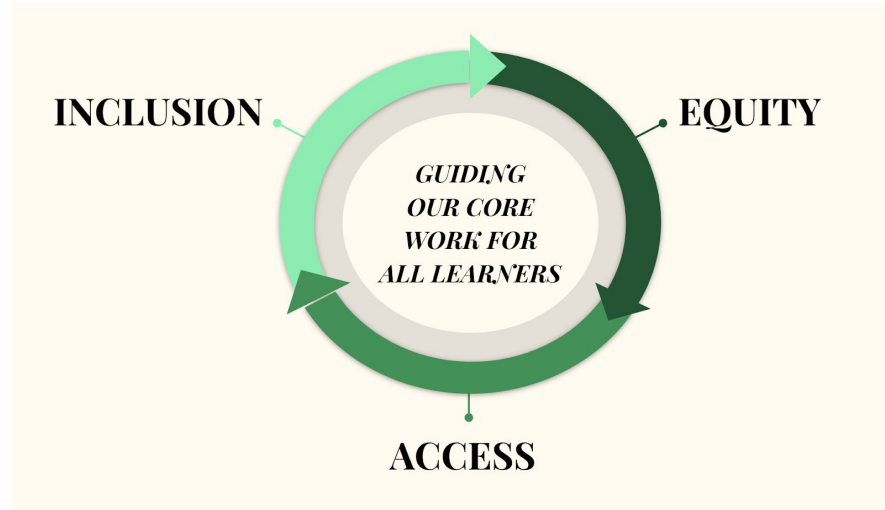 INCLUSION
EQUITY
GUIDING
OUR CORE
WORK FOR
ALL LEARNERS
ACCESS